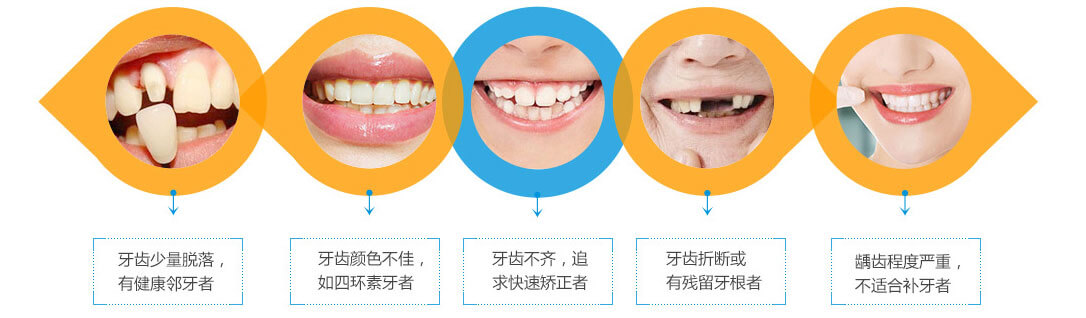 牙齿少量脱落，
有健康邻牙者
牙齿颜色不佳，
如四环素牙者
牙齿不齐，追
求快速矫正者
牙齿折断或
有残留牙根者
龋齿程度严重，
不适合补牙者